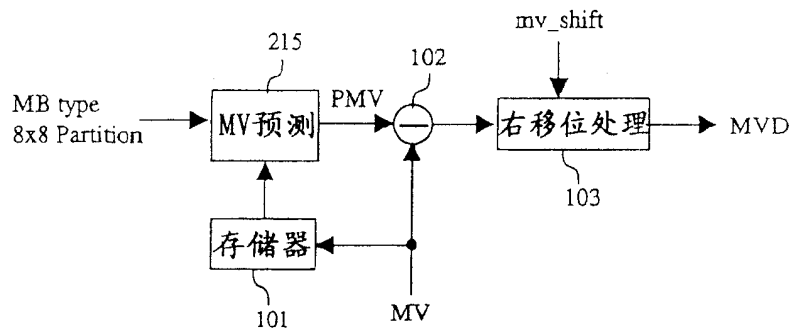 mv_shift
215
102
MB type
8x8 Partition
MV预测
PMV
右移位处理
MVD
103
存储器
101
MV